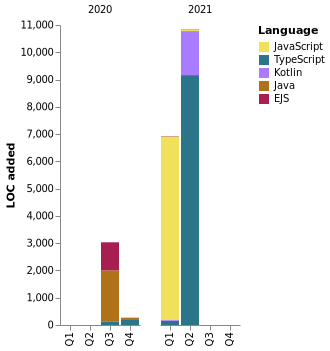 2020 2021
LOC added
11,000
10,000
9,000
8,000
7,000
6,000
5,000
4,000
3,000
2,000
1,000
0
Q1 Q2 Q3 Q4 Q1 Q2 Q3 Q4
Language
JavaScript
TypeScript
Kotlin
Java
EJS